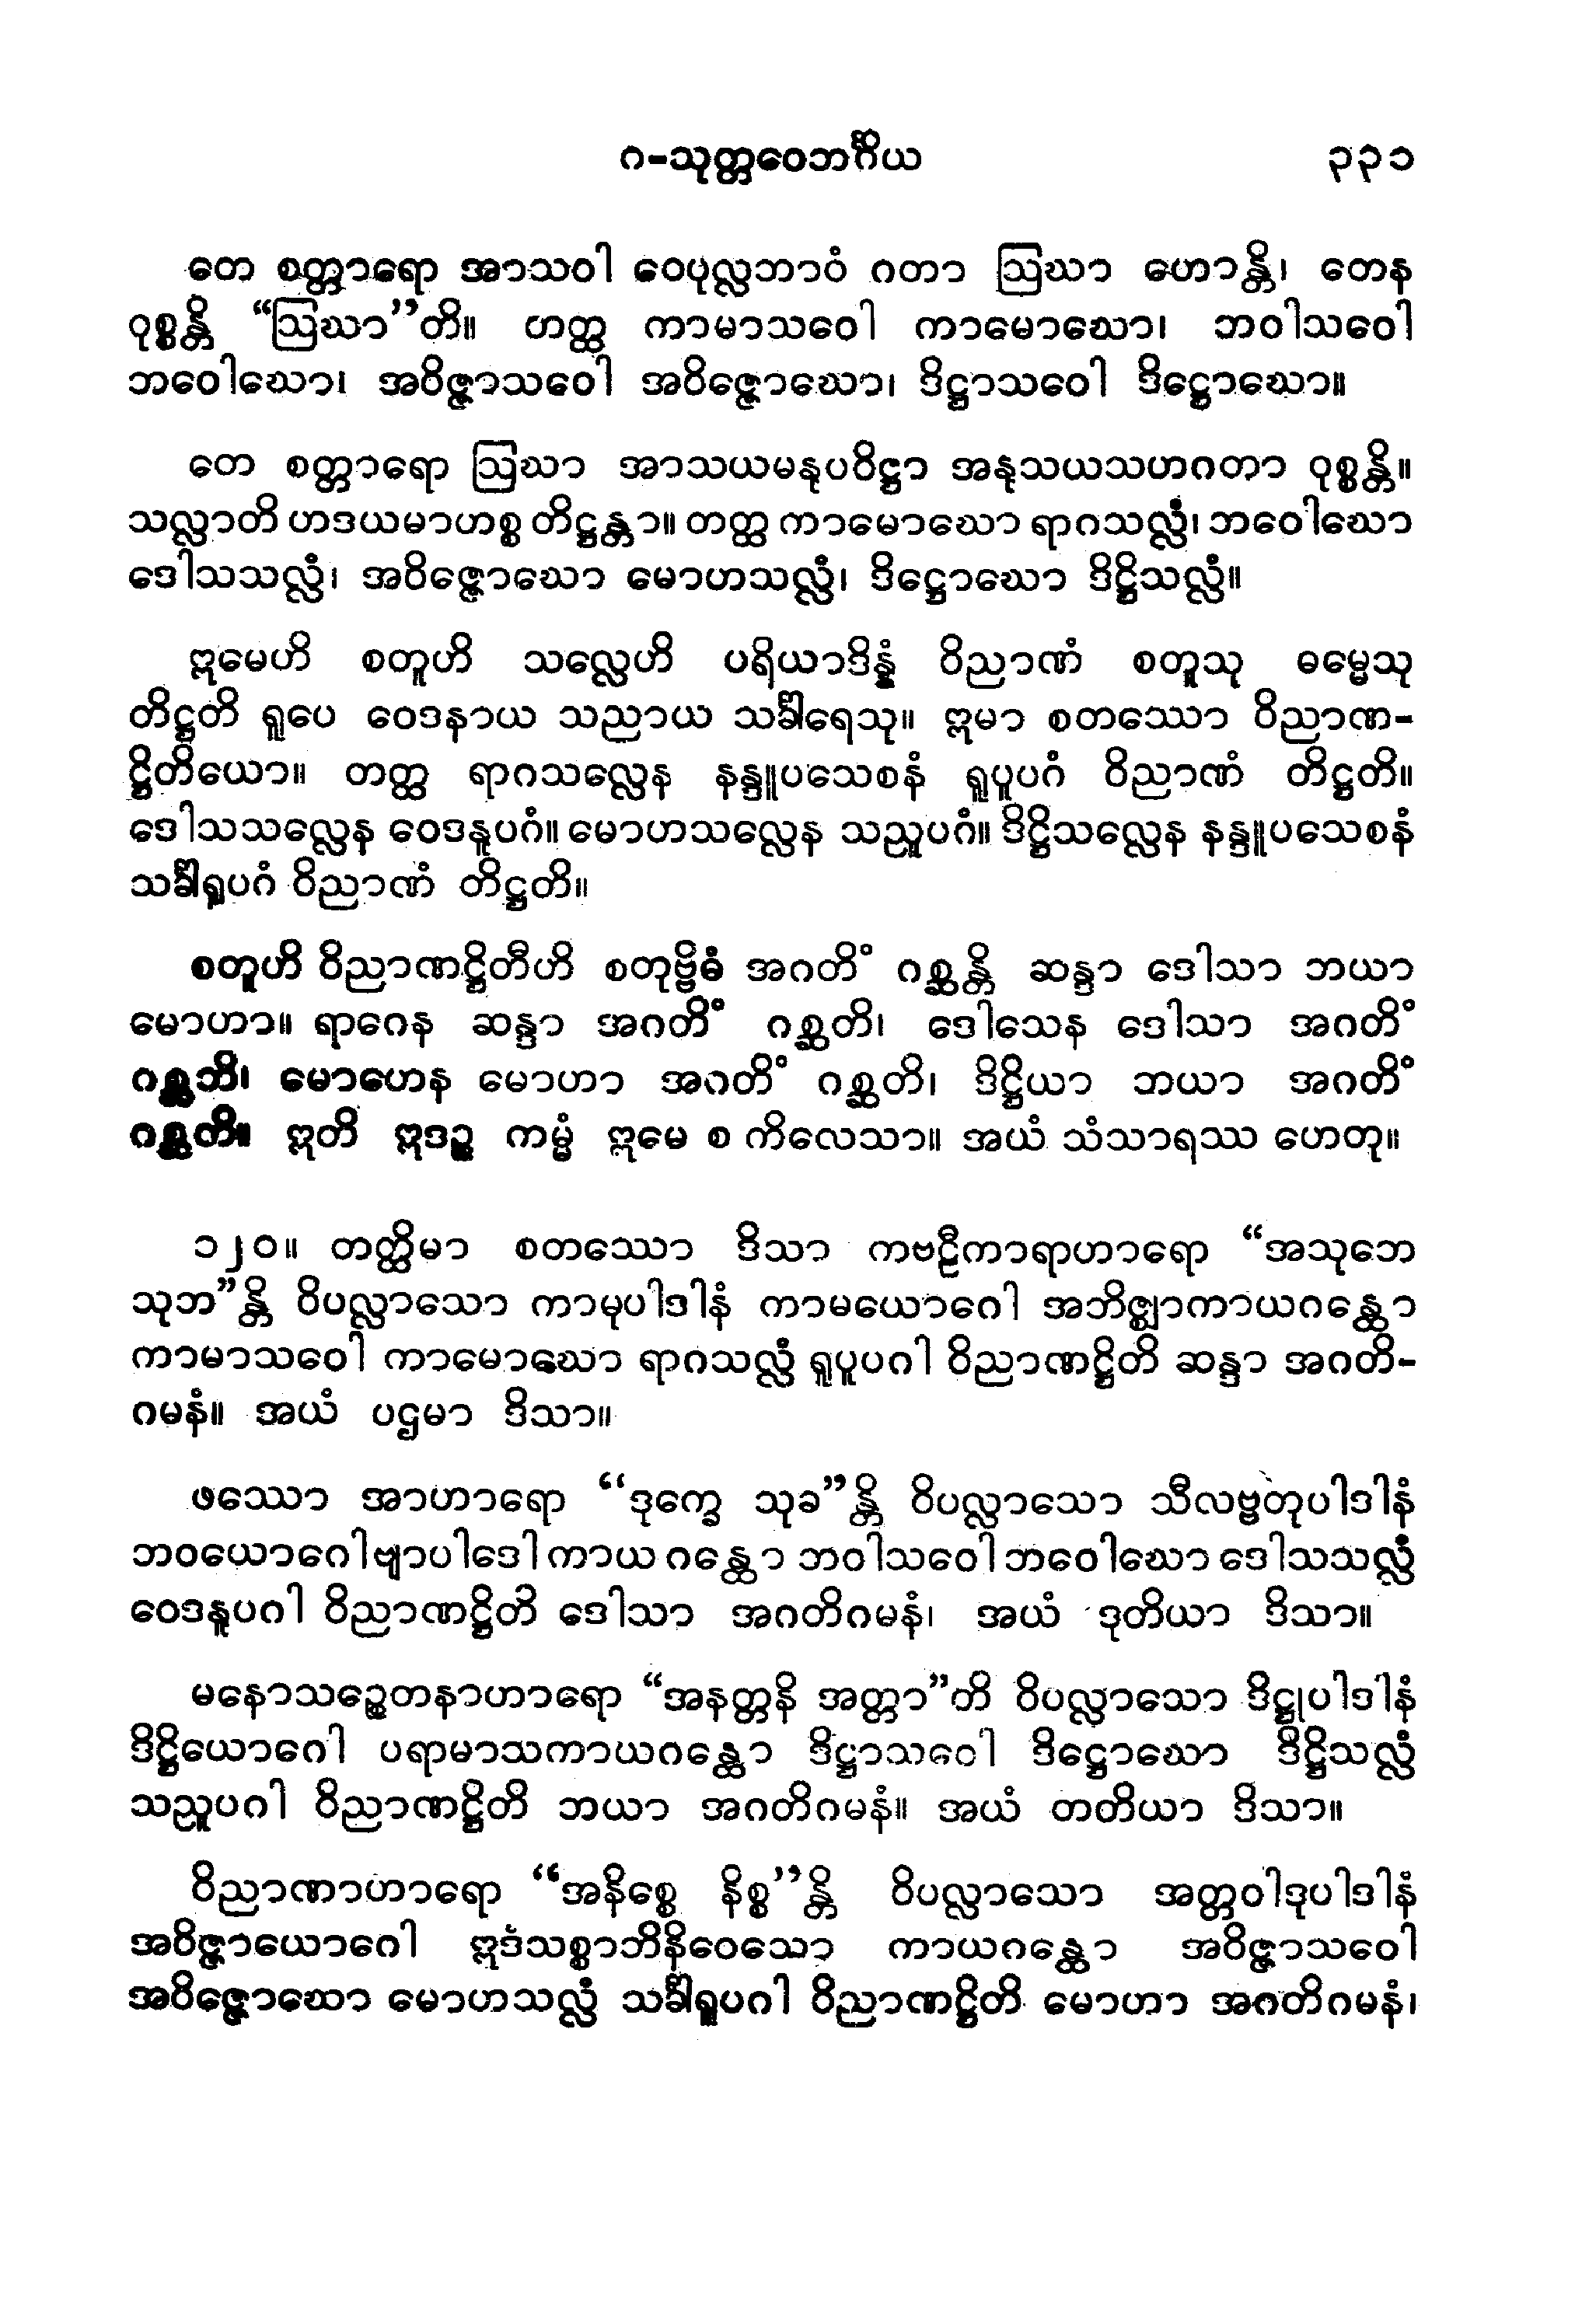 ဂ-သုတ္တဝေဘင်္ဂိယ ၃၃၁
တေ စတ္တာရော အာသဝါ ဝေပုလ္လဘာဝံ ဂတာ ဩဃာ ဟောန္တိ၊ တေန
ဝုစ္စန္တိ “ဩဃာ”တိ။ တတ္ထ ကာမာသဝေါ ကာမောဃော၊ ဘဝါသဝေါ
ဘဝေါဃော၊ အဝိဇ္ဇာသဝေါ အဝိဇ္ဇောဃော၊ ဒိဋ္ဌာသဝေါ ဒိဋ္ဌောဃော။
တေ စတ္တာရော ဩဃာ အာသယမနုပဝိဋ္ဌာ အနုသယသဟဂတာ ဝုစ္စန္တိ။
သလ္လာတိ ဟဒယမာဟစ္စ တိဋ္ဌန္တာ။ တတ္ထ ကာမောဃော ရာဂသလ္လံ၊ ဘဝေါဃော
ဒေါသသလ္လံ၊ အဝိဇ္ဇောဃော မောဟသလ္လံ၊ ဒိဋ္ဌောဃော ဒိဋ္ဌိသလ္လံ။
ဣမေဟိ စတူဟိ သလ္လေဟိ ပရိယာဒိန္နံ ဝိညာဏံ စတူသု ဓမ္မေသု
တိဋ္ဌတိ ရူပေ ဝေဒနာယ သညာယ သင်္ခါရေသု။ ဣမာ စတဿော ဝိညာဏ-
ဋ္ဌိတိယော။ တတ္ထ ရာဂသလ္လေန နန္ဒူပသေစနံ ရူပူပဂံ ဝိညာဏံ တိဋ္ဌတိ။
ဒေါသသလ္လေန ဝေဒနူပဂံ။ မောဟသလ္လေန သညူပဂံ။ ဒိဋ္ဌိသလ္လေန နန္ဒူပသေစနံ
သင်္ခါရူပဂံ ဝိညာဏံ တိဋ္ဌတိ။
စတူဟိ ဝိညာဏဋ္ဌိတီဟိ စတုဗ္ဗိဓံ အဂတိံ ဂစ္ဆန္တိ ဆန္ဒာ ဒေါသာ ဘယာ
မောဟာ။ ရာဂေန ဆန္ဒာ အဂတိံ ဂစ္ဆတိ၊ ဒေါသေန ဒေါသာ အဂတိံ
ဂစ္ဆတိ၊ မောဟေန မောဟာ အဂတိံ ဂစ္ဆတိ၊ ဒိဋ္ဌိယာ ဘယာ အဂတိံ
ဂစ္ဆတိ။ ဣတိ ဣဒဉ္စ ကမ္မံ ဣမေ စ ကိလေသာ။ အယံ သံသာရဿ ဟေတု။
၁၂၀။ တတ္ထိမာ စတဿော ဒိသာ ကဗဠီကာရာဟာရော “အသုဘေ
သုဘ”န္တိ ဝိပလ္လာသော ကာမုပါဒါနံ ကာမယောဂေါ အဘိဇ္ဈာကာယဂန္ထော
ကာမာသဝေါ ကာမောဃော ရာဂသလ္လံ ရူပူပဂါ ဝိညာဏဋ္ဌိတိ ဆန္ဒာ အဂတိ-
ဂမနံ။ အယံ ပဌမာ ဒိသာ။
ဖဿော အာဟာရော “ဒုက္ခေ သုခ”န္တိ ဝိပလ္လာသော သီလဗ္ဗတုပါဒါနံ
ဘဝယောဂေါ ဗျာပါဒေါ ကာယ ဂန္ထော ဘဝါသဝေါ ဘဝေါဃော ဒေါသသလ္လံ
ဝေဒနူပဂါ ဝိညာဏဋ္ဌိတိ ဒေါသာ အဂတိဂမနံ၊ အယံ ဒုတိယာ ဒိသာ။
မနောသဉ္စေတနာဟာရော “အနတ္တနိ အတ္တာ”တိ ဝိပလ္လာသော ဒိဋ္ဌုပါဒါနံ
ဒိဋ္ဌိယောဂေါ ပရာမာသကာယဂန္ထော ဒိဋ္ဌာသဝေါ ဒိဋ္ဌောဃော ဒိဋ္ဌိသလ္လံ
သညူပဂါ ဝိညာဏဋ္ဌိတိ ဘယာ အဂတိဂမနံ။ အယံ တတိယာ ဒိသာ။
ဝိညာဏာဟာရော “အနိစ္စေ နိစ္စ”န္တိ ဝိပလ္လာသော အတ္တဝါဒုပါဒါနံ
အဝိဇ္ဇာယောဂေါ ဣဒံသစ္စာဘိနိဝေသော ကာယဂန္ထော အဝိဇ္ဇာသဝေါ
အဝိဇ္ဇောဃော မောဟသလ္လံ သင်္ခါရူပဂါ ဝိညာဏဋ္ဌိတိ မောဟာ အဂတိဂမနံ၊